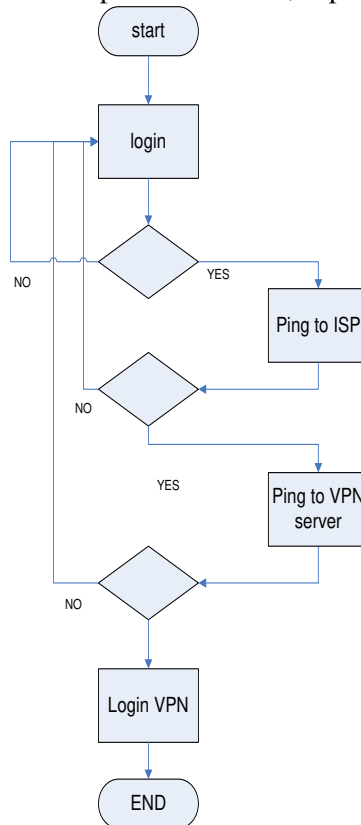 start
login
NO
YES
Ping to ISP
NO
YES
Ping to VPN
server
NO
Login VPN
END